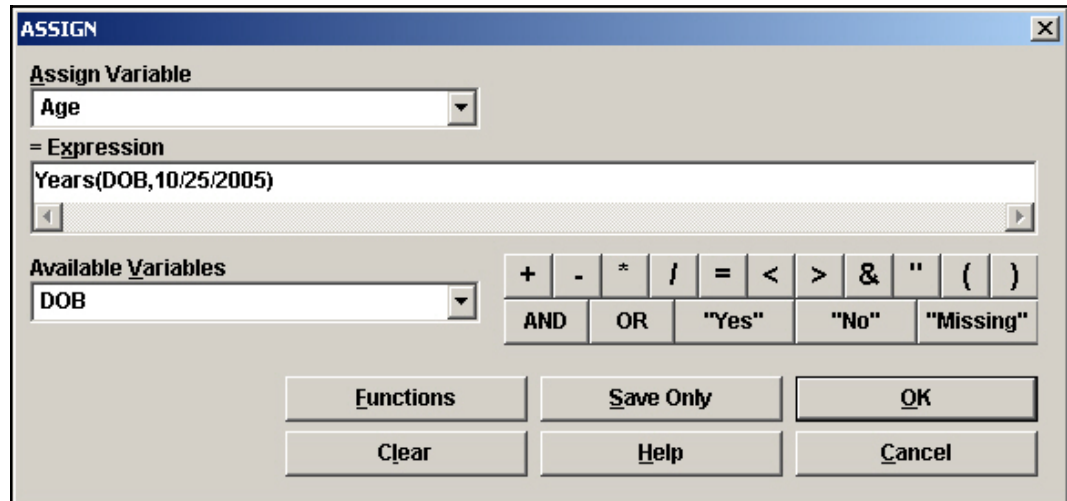 ASSIGN
Assign Variable
Age
= Expression
Years(DOB,10/25/2005)
Available Variables
DOB
+ - * / = < > & " ( )
AND OR "Yes" "No" "Missing"
Functions Save Only OK
Clear Help Cancel